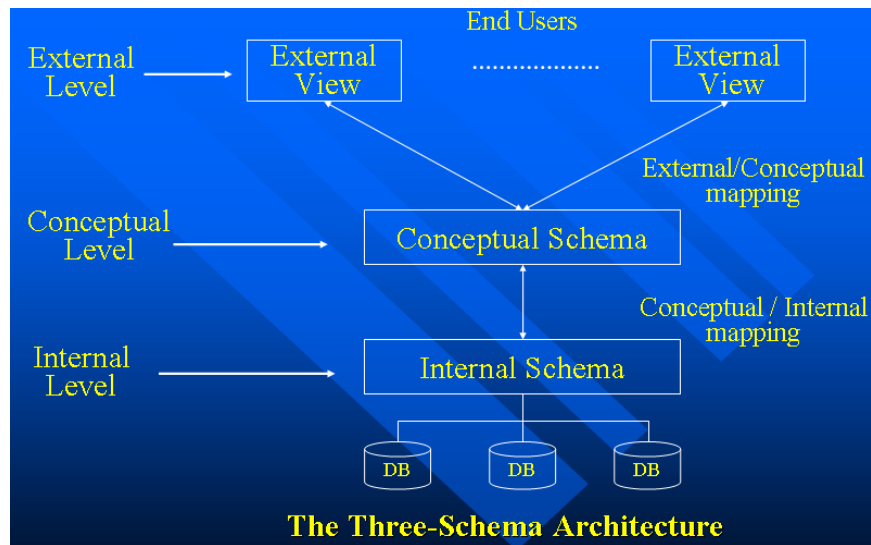 End Users
External
Level
External
View
....................
External
View
External/Conceptual
mapping
Conceptual
Level
Conceptual Schema
Conceptual / Internal
mapping
Internal
Level
Internal Schema
DB
DB
DB
The Three-Schema Architecture